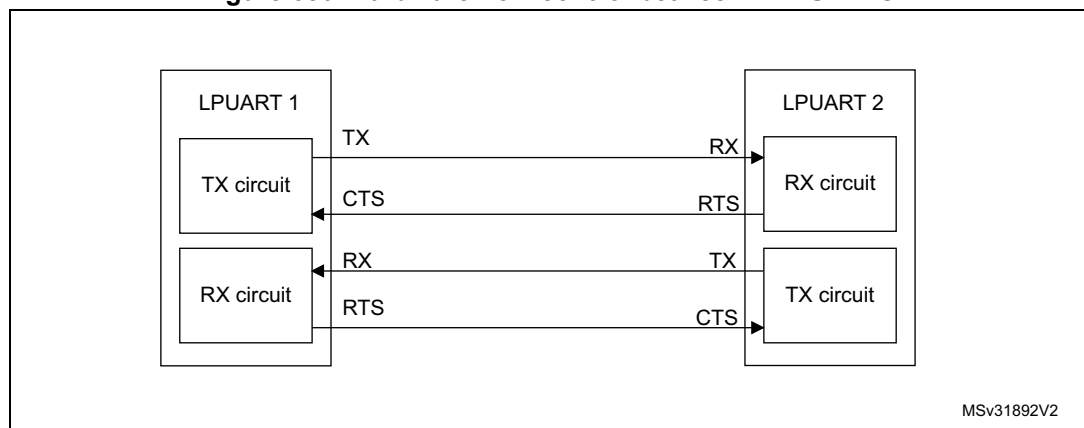 LPUART 1
LPUART 2
TX
RX
TX circuit
RX circuit
CTS
RTS
RX
TX
RX circuit
TX circuit
RTS
CTS
MSv31892V2